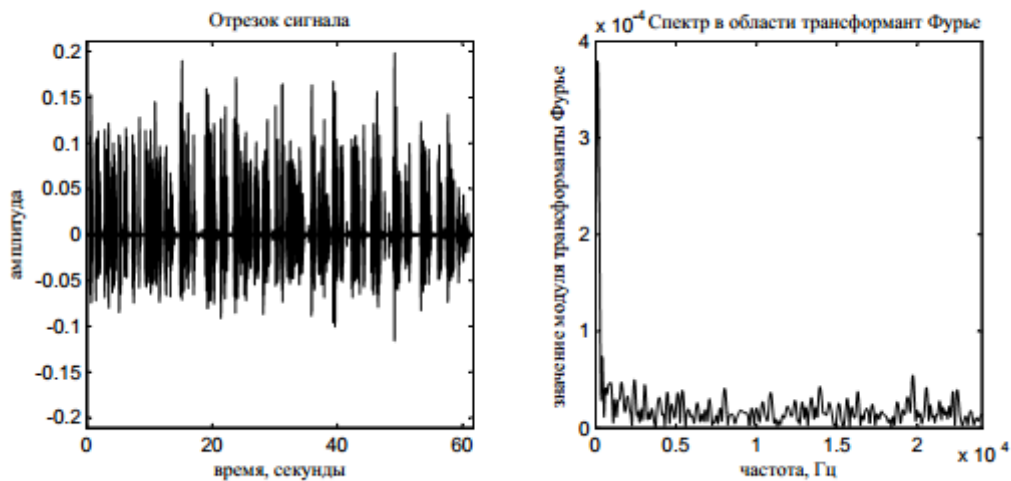 Отрезок сигнала
0.2
0.15
0.1
0.05
0
-0.05
-0.1
-0.15
-0.2
амплитуда
0 20 40 60
время, секунды
x 10 -4 Спектр в области трансформант Фурье
4
3
2
1
0
значение модуля трансформанты Фурье
0 0.5 1 1.5 2
x 10 4
частота, Гц